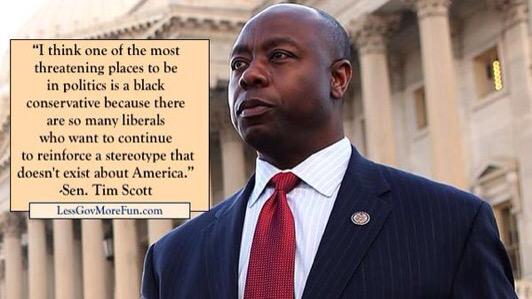 “I think one of the most
threatening places to be
in politics is a black
conservative because there
are so many liberals
who want to continue
to reinforce a stereotype that
doesn't exist about America.”
-Sen. Tim Scott
LessGovMoreFun.com